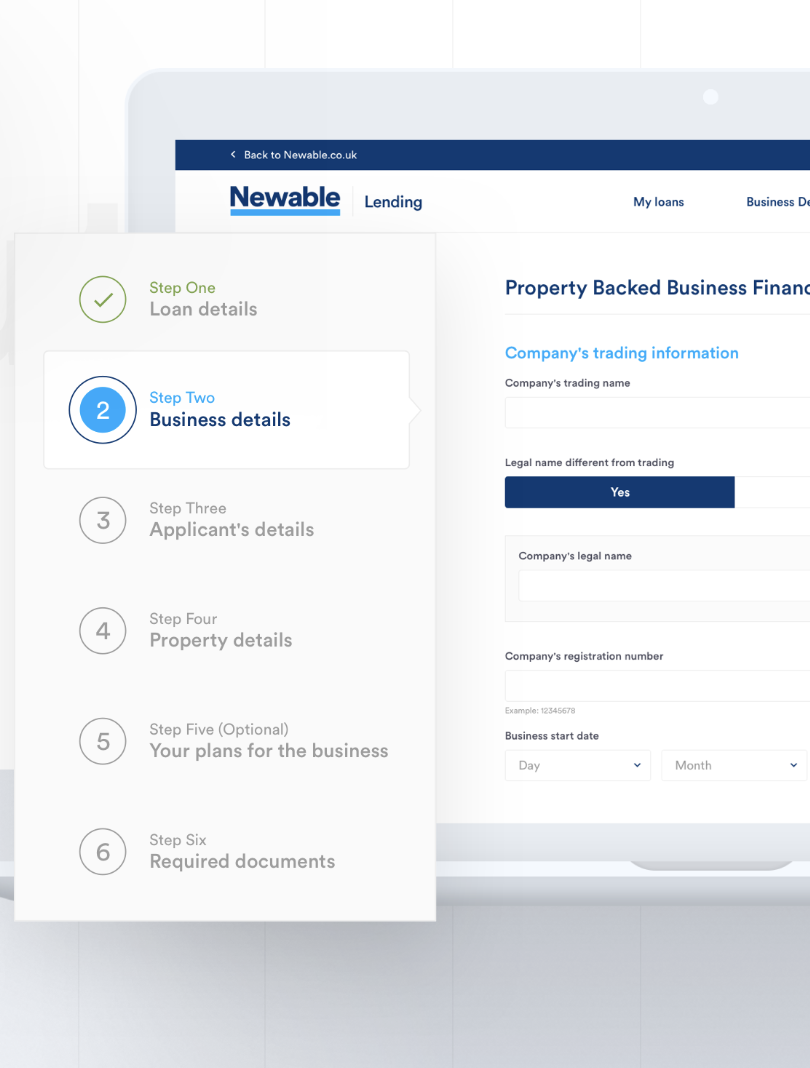 Back to Newable.co.uk
Newable
Lending
My loans
Business De
Step One
Loan details
2
Step Two
Business details
3
Step Three
Applicant's details
4
Step Four
Property details
5
Step Five (Optional)
Your plans for the business
6
Step Six
Required documents
Property Backed Business Financ
Company's trading information
Company's trading name
Legal name different from trading
Yes
Company's legal name
Company's registration number
Example: 12345678
Business start date
Day
Month